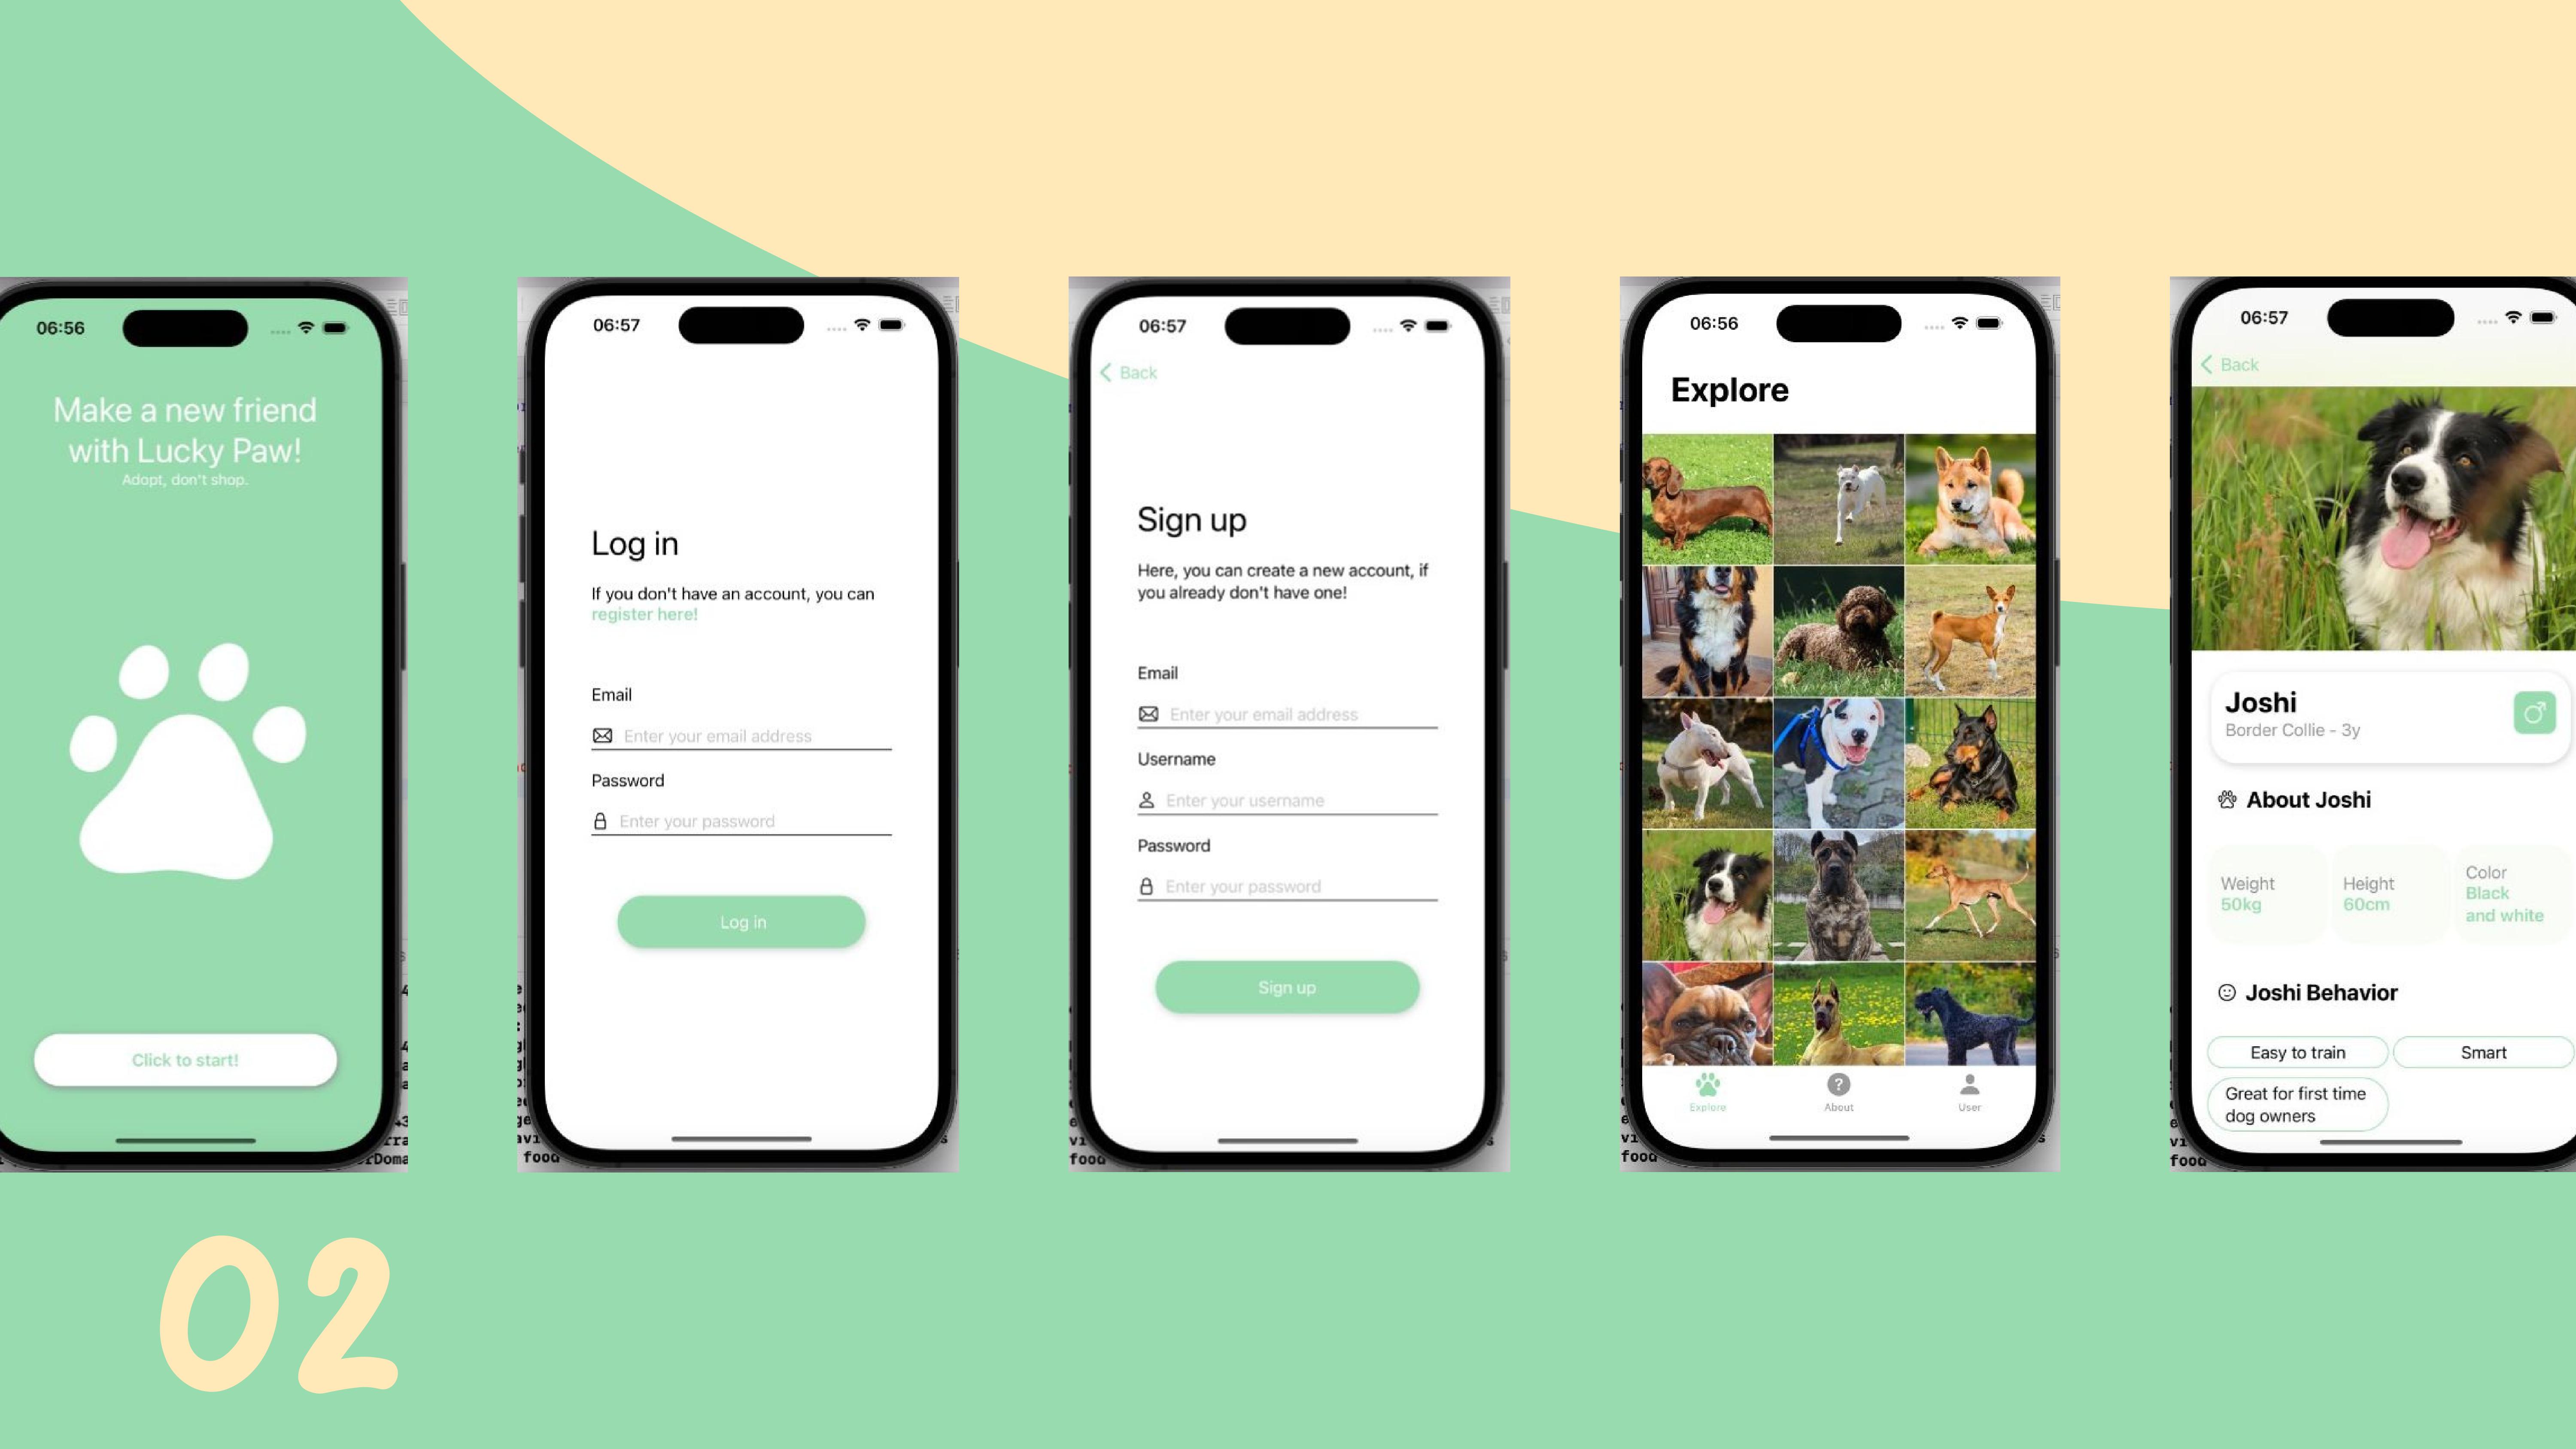 06:56
Make a new friend
with Lucky Paw!
Adopt, don't shop.
Click to start!
06:57
Log in
If you don't have an account, you can
register here!
Email
Enter your email address
Password
Enter your password
Log in
food
06:57
Back
Sign up
Here, you can create a new account, if
you already don't have one!
Email
Enter your email address
Username
Enter your username
Password
Enter your password
Sign up
food
06:56
Explore
Explore
About
User
food
06:57
Back
Joshi
Border Collie - 3y
About Joshi
Weight
50kg
Height
60cm
Color
Black
and white
Joshi Behavior
Easy to train
Smart
Great for first time
dog owners
food
02